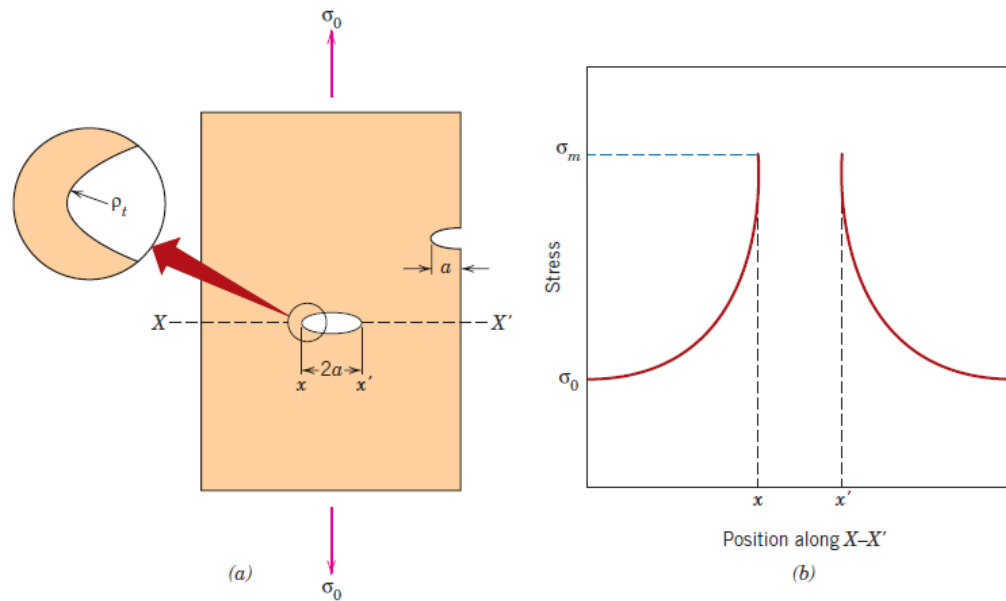 σ₀
ρₜ
a
X
X′
2a
x
x′
σ₀
(a)
Stress
σₘ
σ₀
x
x′
Position along X–X′
(b)